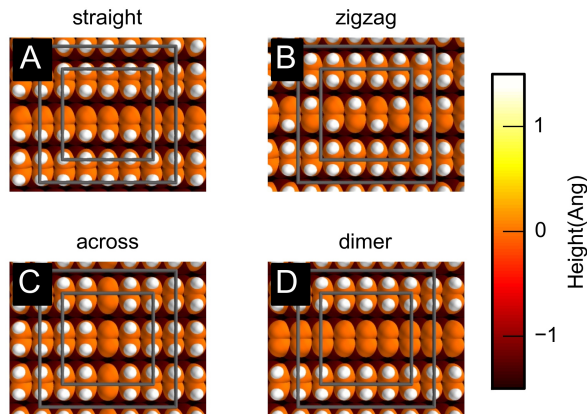 straight
zigzag
A
B
across
dimer
C
D
1
0
−1
Height(Ang)